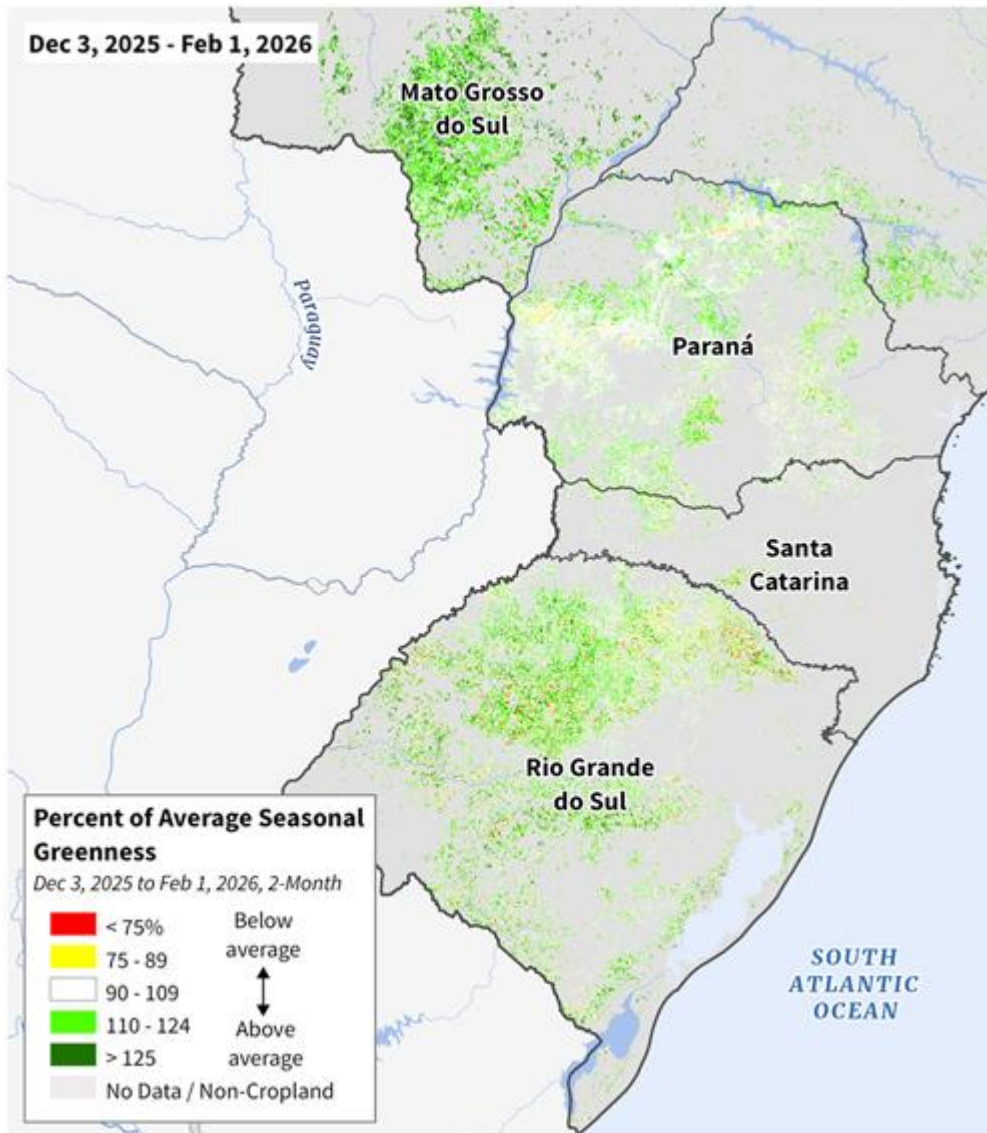 Dec 3, 2025 - Feb 1, 2026
Mato Grosso
do Sul
Paraguay
Paraná
Santa
Catarina
Rio Grande
do Sul
SOUTH
ATLANTIC
OCEAN
Percent of Average Seasonal
Greenness
Dec 3, 2025 to Feb 1, 2026, 2-Month
< 75%
75 - 89
90 - 109
110 - 124
> 125
No Data / Non-Cropland
Below
average
Above
average